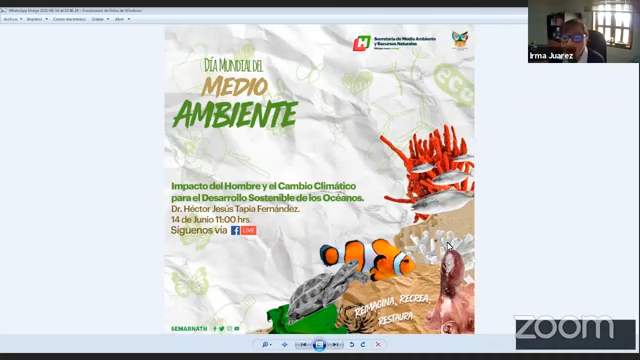 Secretaría de Medio Ambiente
y Recursos Naturales
DÍA MUNDIAL DEL
MEDIO
AMBIENTE
eco
Impacto del Hombre y el Cambio Climático
para el Desarrollo Sostenible de los Océanos.
Dr. Héctor Jesús Tapia Fernández.
14 de Junio 11:00 hrs.
Síguenos vía f LIVE
REIMAGINA, RECREA,
RESTAURA
SEMARNATH
Irma Juarez
zoom